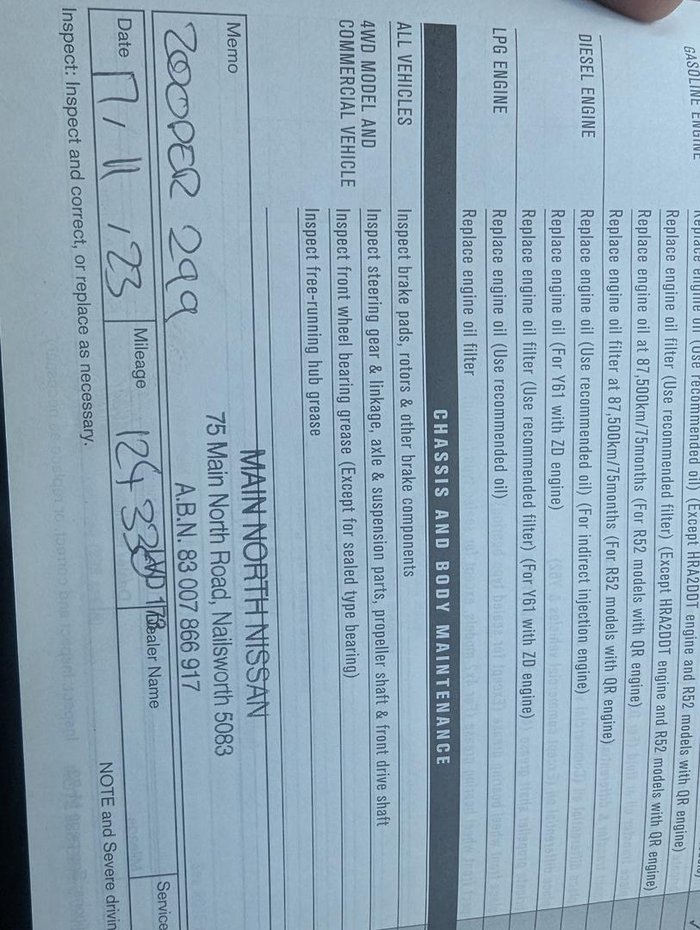 GASOLINE ENGINE
Replace engine oil (Use recommended oil) (Except HRA2DDT engine and R52 models with QR engine)
Replace engine oil filter (Use recommended filter) (Except HRA2DDT engine and R52 models with QR engine)
Replace engine oil at 87,500km/75months (For R52 models with QR engine)
Replace engine oil filter at 87,500km/75months (For R52 models with QR engine)
DIESEL ENGINE
Replace engine oil (Use recommended oil) (For indirect injection engine)
Replace engine oil (For Y61 with ZD engine)
Replace engine oil filter (Use recommended filter) (For Y61 with ZD engine)
LPG ENGINE
Replace engine oil (Use recommended oil)
Replace engine oil filter
CHASSIS AND BODY MAINTENANCE
ALL VEHICLES
Inspect brake pads, rotors & other brake components
4WD MODEL AND COMMERCIAL VEHICLE
Inspect steering gear & linkage, axle & suspension parts, propeller shaft & front drive shaft
Inspect front wheel bearing grease (Except for sealed type bearing)
Inspect free-running hub grease
Memo
MAIN NORTH NISSAN
75 Main North Road, Nailsworth 5083
A.B.N. 83 007 866 917
LVD 173
Date 17/11/23
Mileage
Dealer Name
Service
Inspect: Inspect and correct, or replace as necessary.
NOTE and Severe drivin